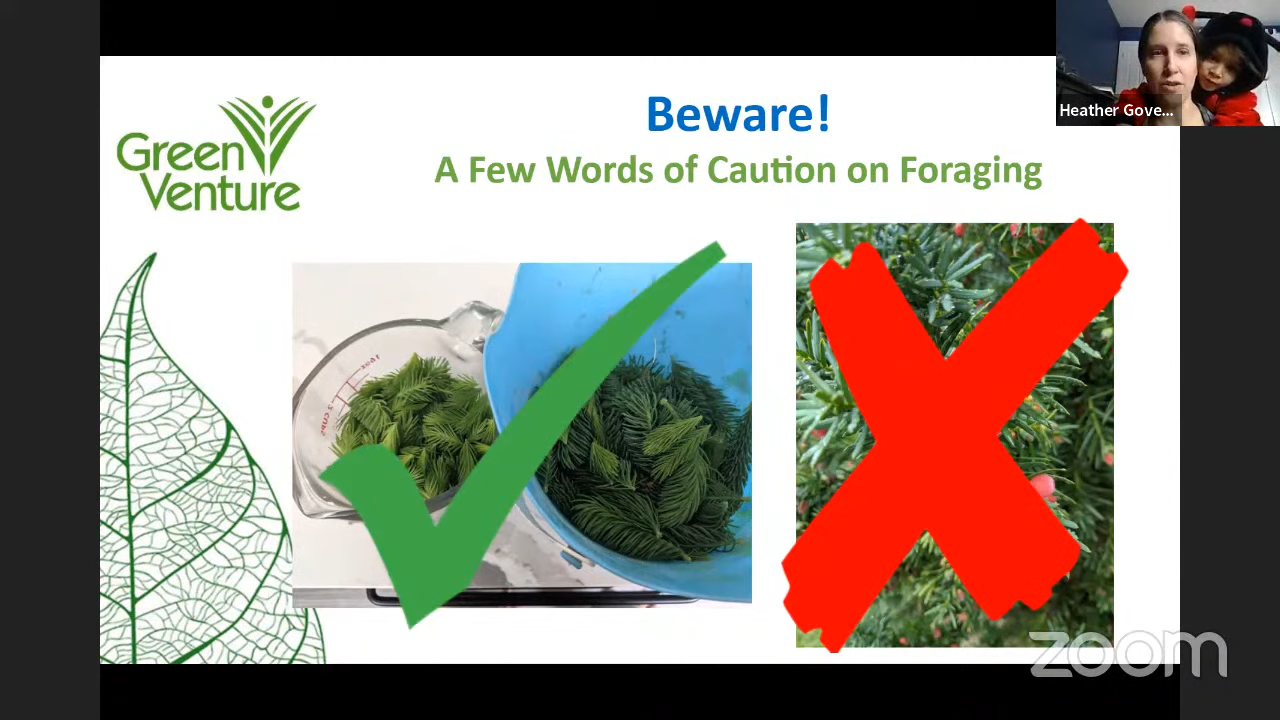 Beware!
A Few Words of Caution on Foraging
Green
Venture
Heather Gove...
zoom